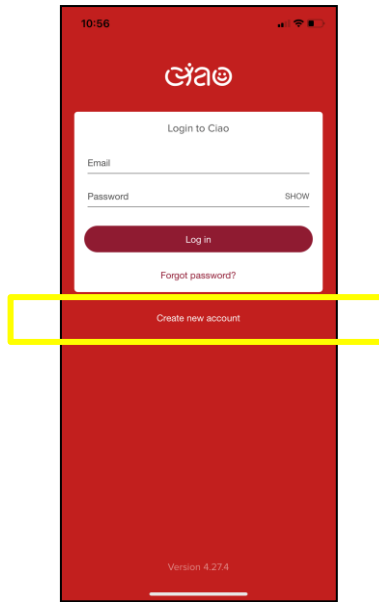 10:56
ciao
Login to Ciao
Email
Password SHOW
Log in
Forgot password?
Create new account
Version 4.27.4